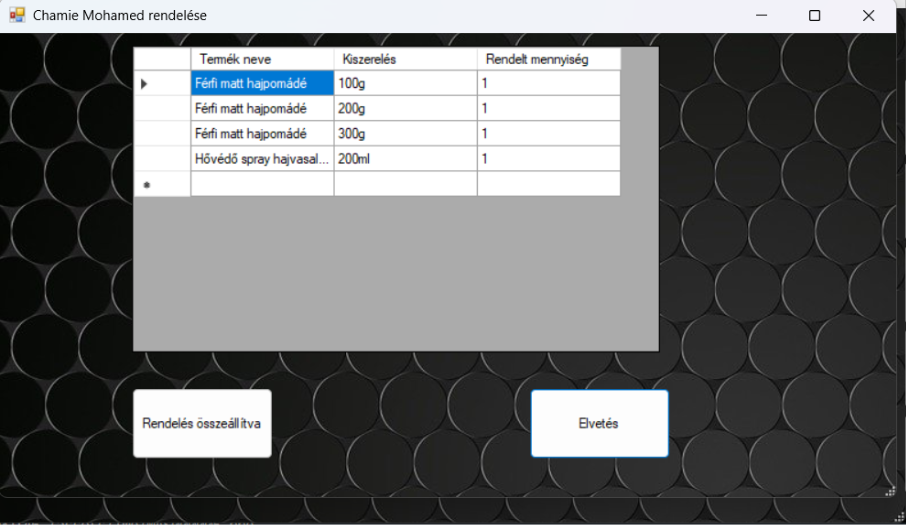 Chamie Mohamed rendelése
Termék neve Kiszerelés Rendelt mennyiség
Férfi matt hajpomádé 100g 1
Férfi matt hajpomádé 200g 1
Férfi matt hajpomádé 300g 1
Hővédő spray hajvasal... 200ml 1
Rendelés összeállítva Elvetés